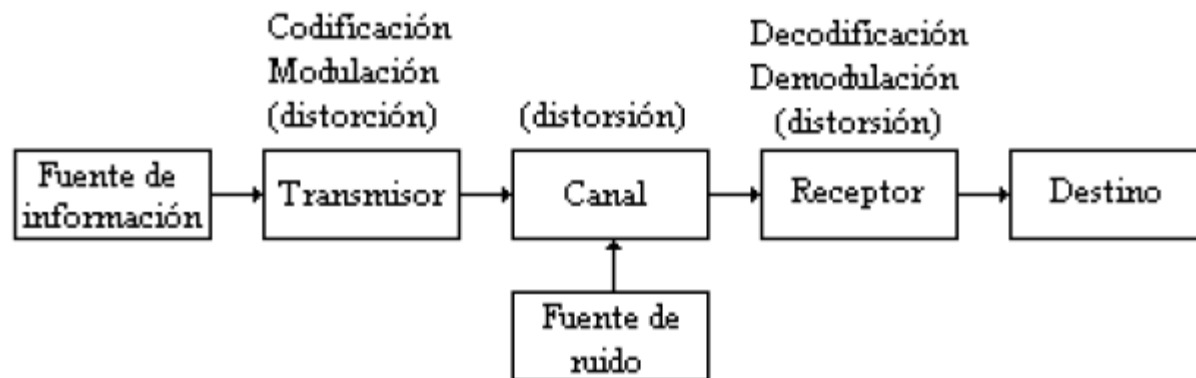 Codificación
Modulación
(distorción)
(distorsión)
Decodificación
Demodulación
(distorsión)
Fuente de
información
Transmisor
Canal
Receptor
Destino
Fuente de
ruido